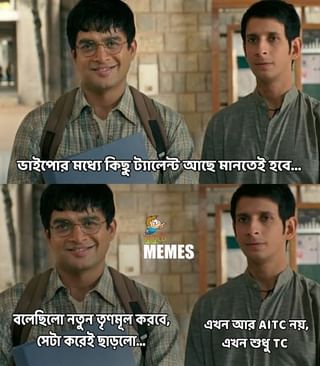 ভাইপোর মধ্যে কিছু ট্যালেন্ট আছে মানতেই হবে...
MEMES
বলেছিলো নতুন তৃণমূল করবে,
সেটা করেই ছাড়লো...
এখন আর AITC নয়,
এখন শুধু TC